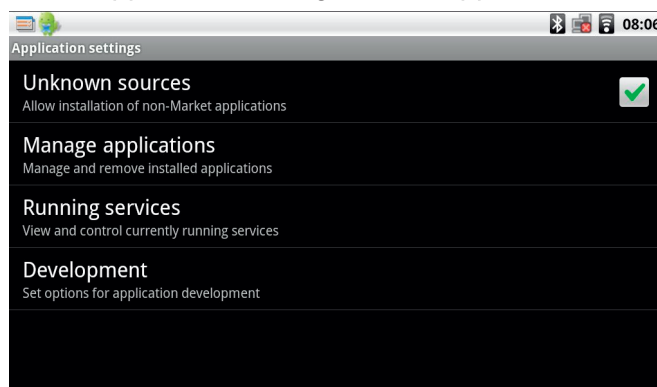 08:06
Application settings
Unknown sources
Allow installation of non-Market applications
Manage applications
Manage and remove installed applications
Running services
View and control currently running services
Development
Set options for application development